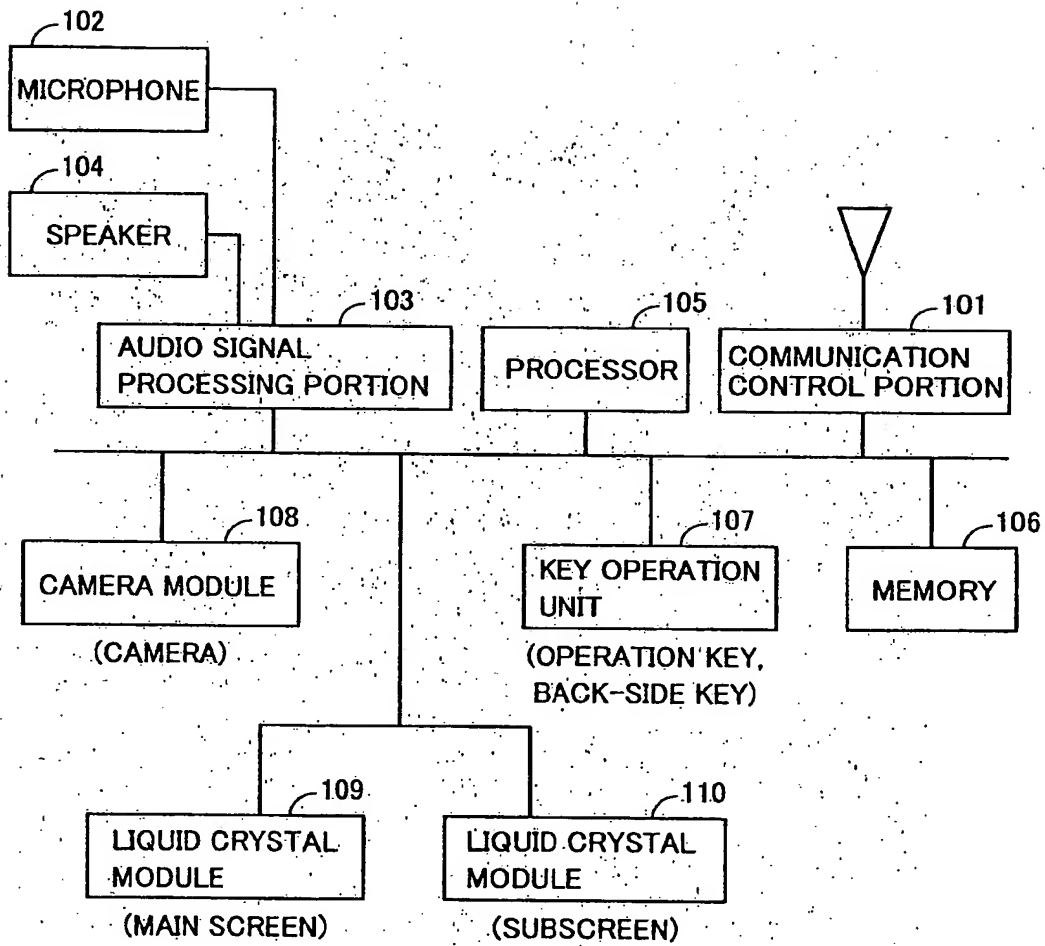 102
MICROPHONE
104
SPEAKER
103
AUDIO SIGNAL
PROCESSING PORTION
105
PROCESSOR
101
COMMUNICATION
CONTROL PORTION
108
CAMERA MODULE
(CAMERA)
107
KEY OPERATION
UNIT
(OPERATION KEY,
BACK-SIDE KEY)
106
MEMORY
109
LIQUID CRYSTAL
MODULE
(MAIN SCREEN)
110
LIQUID CRYSTAL
MODULE
(SUBSCREEN)